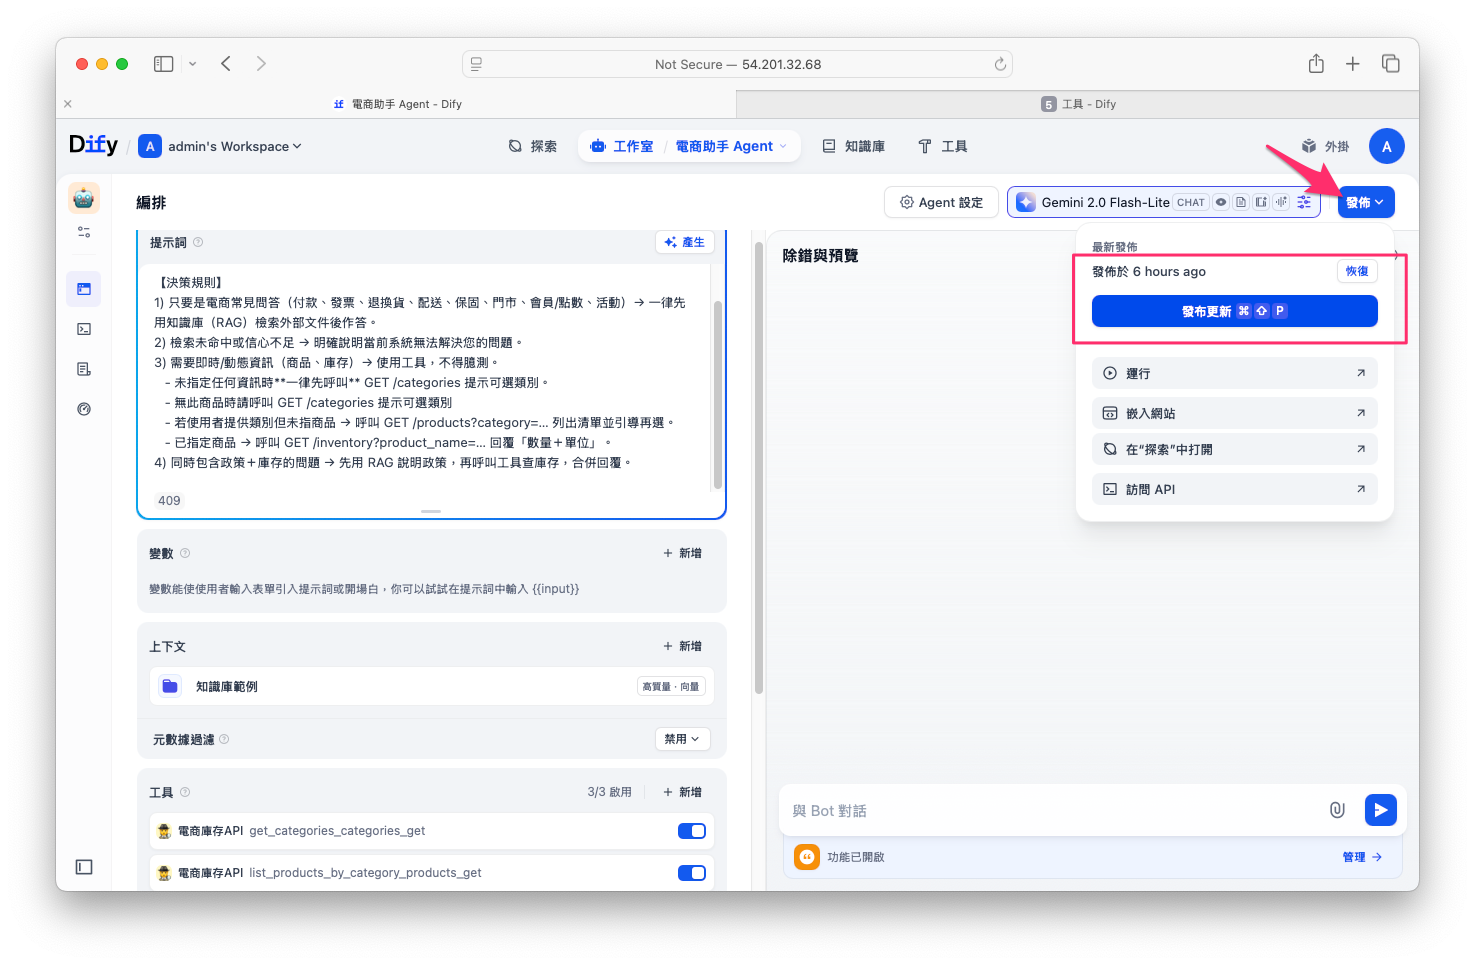 Not Secure — 54.201.32.68
電商助手 Agent - Dify
5 工具 - Dify
Dify / A admin's Workspace
探索
工作室 / 電商助手 Agent
知識庫
工具
外掛
A
編排
Agent 設定
Gemini 2.0 Flash-Lite CHAT
發佈
提示詞
產生
【決策規則】
1) 只要是電商常見問答（付款、發票、退換貨、配送、保固、門市、會員/點數、活動）→ 一律先
用知識庫（RAG）檢索外部文件後作答。
2) 檢索未命中或信心不足 → 明確說明當前系統無法解決您的問題。
3) 需要即時/動態資訊（商品、庫存）→ 使用工具，不得臆測。
- 未指定任何資訊時**一律先呼叫** GET /categories 提示可選類別。
- 無此商品時請呼叫 GET /categories 提示可選類別
- 若使用者提供類別但未指商品 → 呼叫 GET /products?category=... 列出清單並引導再選。
- 已指定商品 → 呼叫 GET /inventory?product_name=... 回覆「數量＋單位」。
4) 同時包含政策＋庫存的問題 → 先用 RAG 說明政策，再呼叫工具查庫存，合併回覆。
409
變數
+ 新增
變數能使使用者輸入表單引入提示詞或開場白，你可以試試在提示詞中輸入 {{input}}
上下文
+ 新增
知識庫範例
高質量 · 向量
元數據過濾
禁用
工具
3/3 啟用
+ 新增
電商庫存API get_categories_categories_get
電商庫存API list_products_by_category_products_get
除錯與預覽
最新發佈
發佈於 6 hours ago
恢復
發布更新 ⌘ ⇧ P
運行
嵌入網站
在“探索”中打開
訪問 API
與 Bot 對話
功能已開啟
管理 →